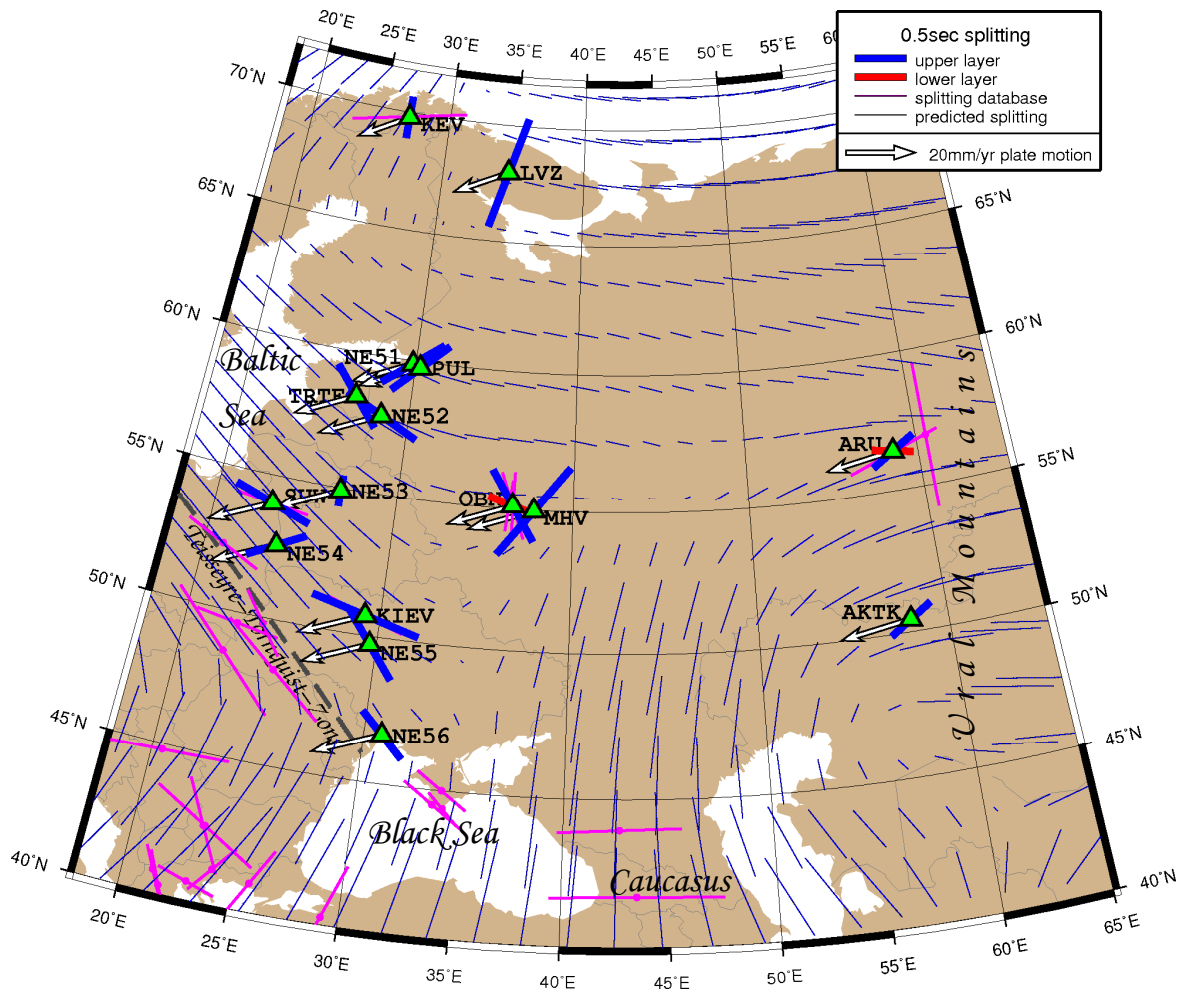 20°E
25°E
30°E
35°E
40°E
45°E
50°E
55°E
70°N
65°N
60°N
55°N
50°N
45°N
40°N
0.5sec splitting
upper layer
lower layer
splitting database
predicted splitting
20mm/yr plate motion
KEV
LVZ
65°N
60°N
55°N
50°N
45°N
40°N
Baltic
Sea
NE51
PUL
TRTE
NE52
ARU
OBN
MHV
NE53
NE54
KIEV
NE55
NE56
AKTK
Teisseyre-Tornquist-Zone
Ural Mountains
Black Sea
Caucasus
20°E
25°E
30°E
35°E
40°E
45°E
50°E
55°E
60°E
65°E